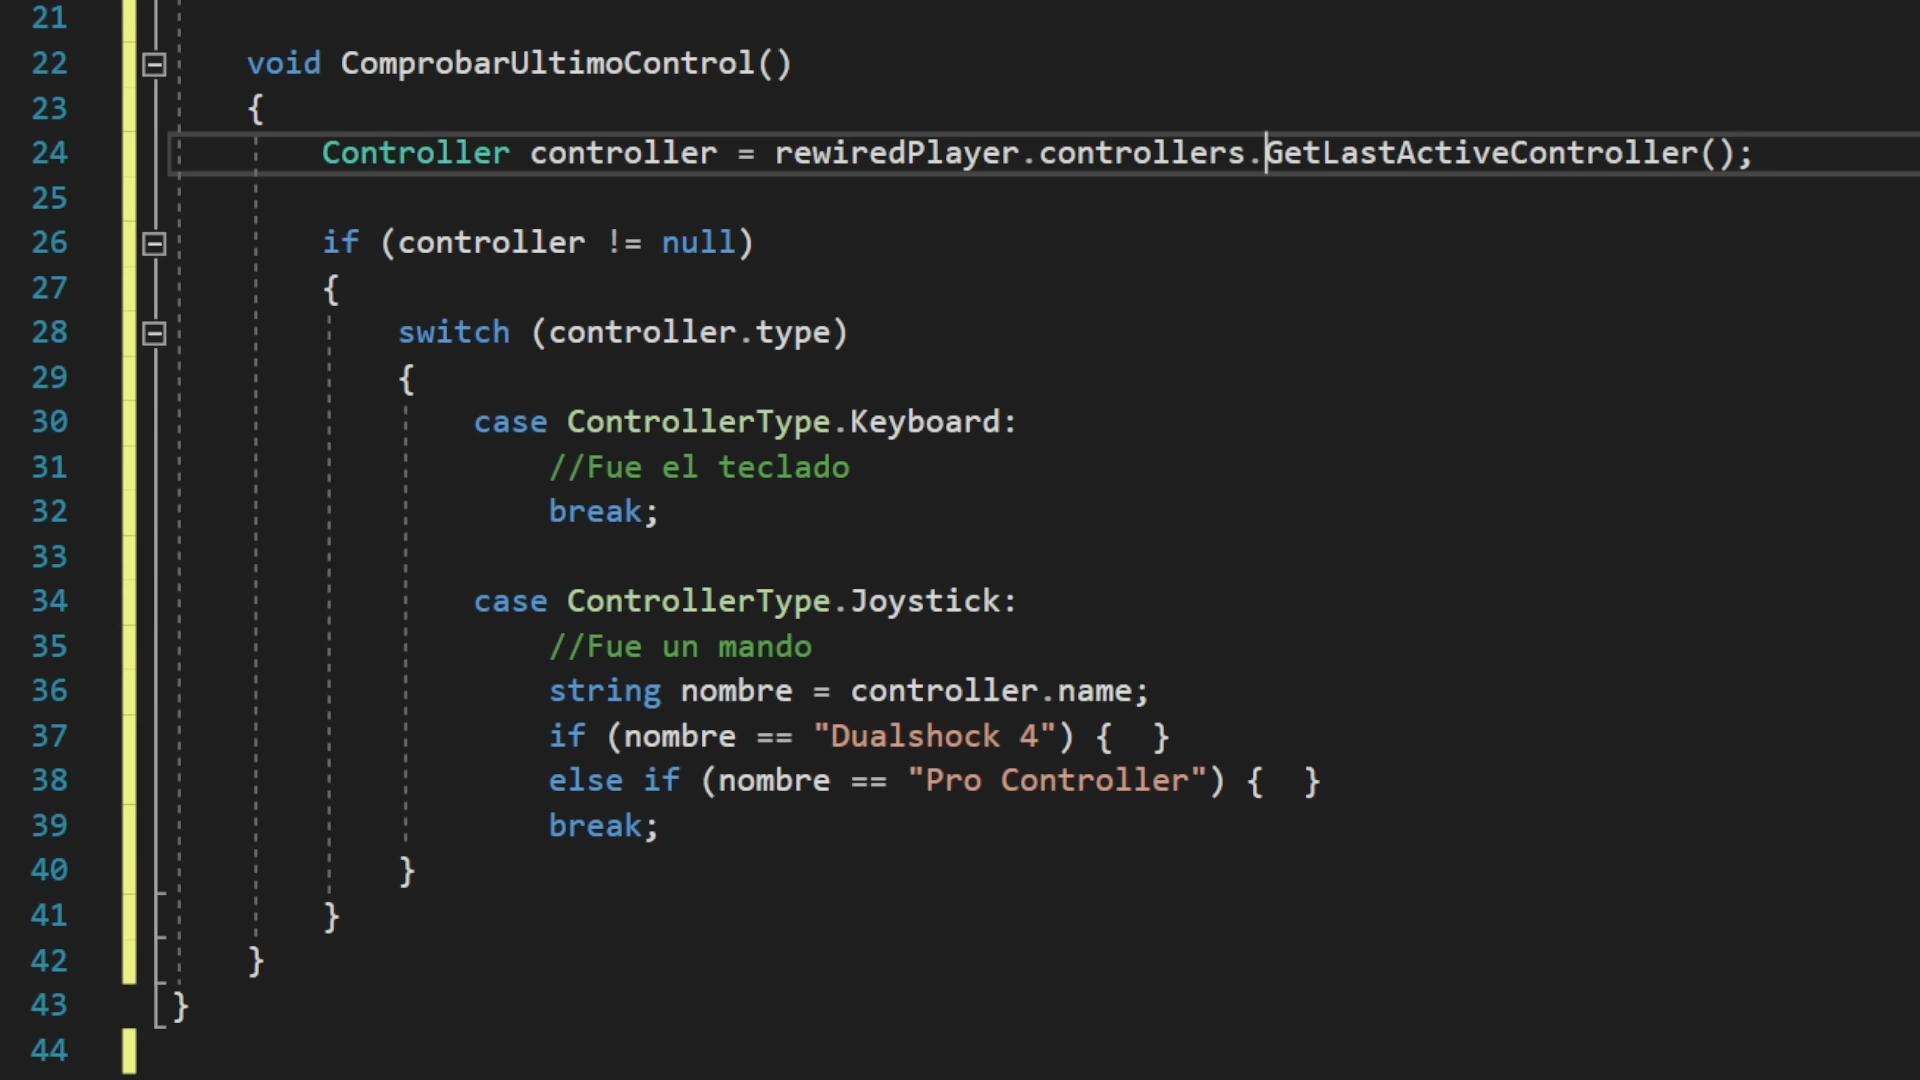 21
22 void ComprobarUltimoControl()
23 {
24 Controller controller = rewiredPlayer.controllers.GetLastActiveController();
25
26 if (controller != null)
27 {
28 switch (controller.type)
29 {
30 case ControllerType.Keyboard:
31 //Fue el teclado
32 break;
33
34 case ControllerType.Joystick:
35 //Fue un mando
36 string nombre = controller.name;
37 if (nombre == "Dualshock 4") {  }
38 else if (nombre == "Pro Controller") {  }
39 break;
40 }
41 }
42 }
43 }
44